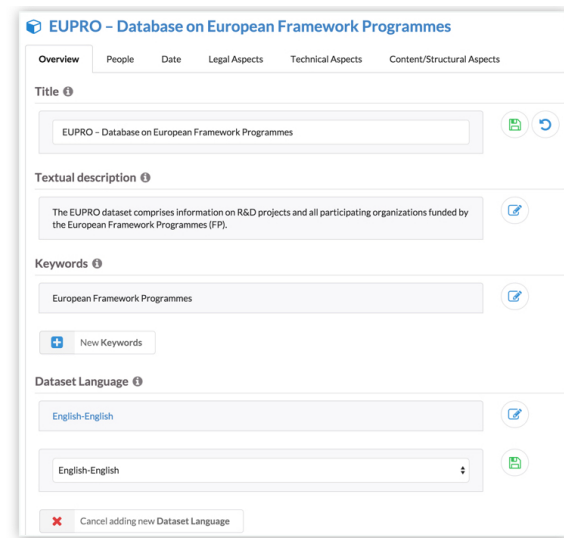 EUPRO – Database on European Framework Programmes
Overview People Date Legal Aspects Technical Aspects Content/Structural Aspects
Title
EUPRO – Database on European Framework Programmes
Textual description
The EUPRO dataset comprises information on R&D projects and all participating organizations funded by
the European Framework Programmes (FP).
Keywords
European Framework Programmes
New Keywords
Dataset Language
English-English
English-English
Cancel adding new Dataset Language